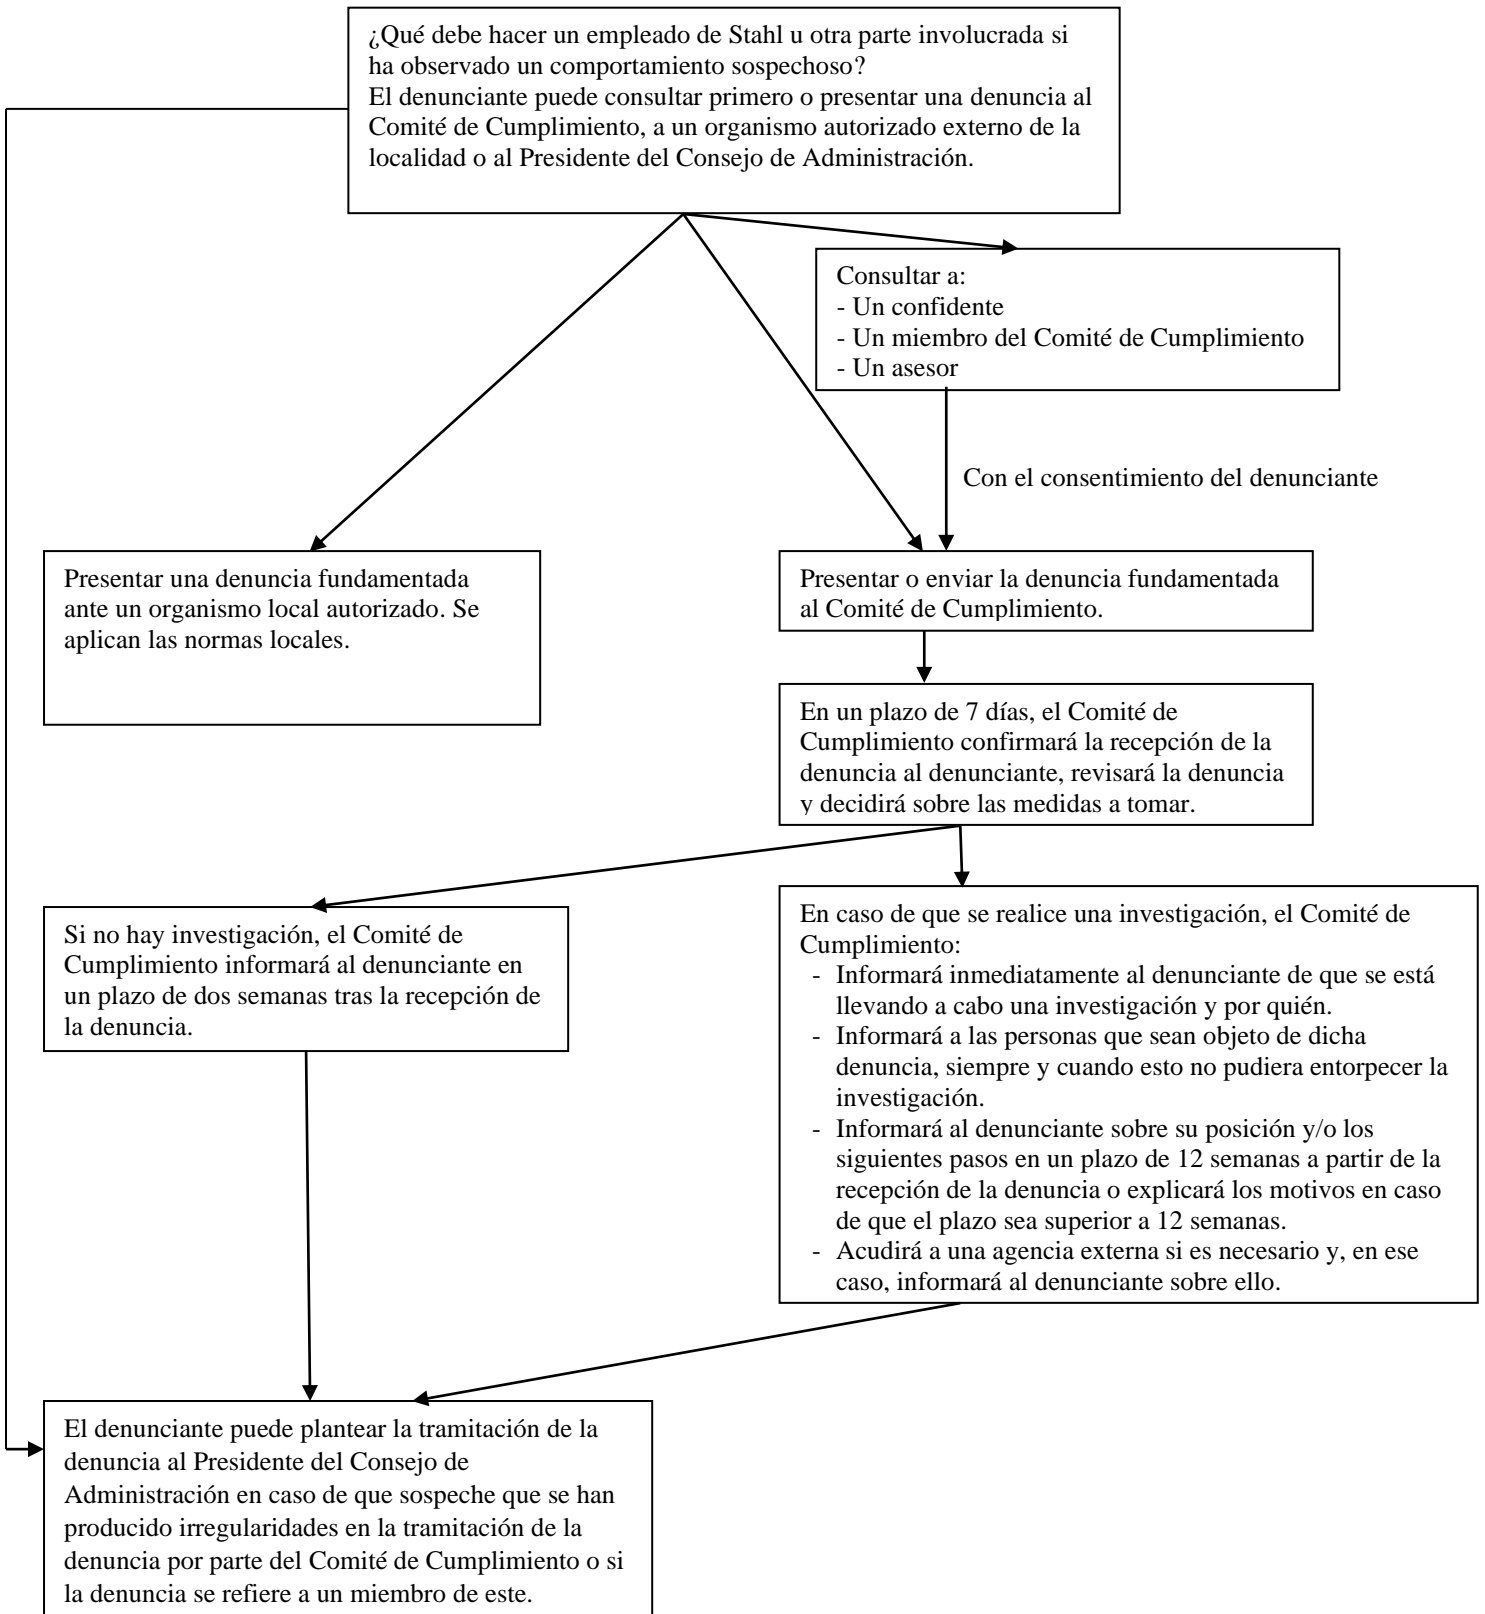 ¿Qué debe hacer un empleado de Stahl u otra parte involucrada si
ha observado un comportamiento sospechoso?
El denunciante puede consultar primero o presentar una denuncia al
Comité de Cumplimiento, a un organismo autorizado externo de la
localidad o al Presidente del Consejo de Administración.
Consultar a:
- Un confidente
- Un miembro del Comité de Cumplimiento
- Un asesor
Con el consentimiento del denunciante
Presentar una denuncia fundamentada
ante un organismo local autorizado. Se
aplican las normas locales.
Presentar o enviar la denuncia fundamentada
al Comité de Cumplimiento.
En un plazo de 7 días, el Comité de
Cumplimiento confirmará la recepción de la
denuncia al denunciante, revisará la denuncia
y decidirá sobre las medidas a tomar.
Si no hay investigación, el Comité de
Cumplimiento informará al denunciante en
un plazo de dos semanas tras la recepción de
la denuncia.
En caso de que se realice una investigación, el Comité de
Cumplimiento:
- Informará inmediatamente al denunciante de que se está
llevando a cabo una investigación y por quién.
- Informará a las personas que sean objeto de dicha
denuncia, siempre y cuando esto no pudiera entorpecer la
investigación.
- Informará al denunciante sobre su posición y/o los
siguientes pasos en un plazo de 12 semanas a partir de la
recepción de la denuncia o explicará los motivos en caso
de que el plazo sea superior a 12 semanas.
- Acudirá a una agencia externa si es necesario y, en ese
caso, informará al denunciante sobre ello.
El denunciante puede plantear la tramitación de la
denuncia al Presidente del Consejo de
Administración en caso de que sospeche que se han
producido irregularidades en la tramitación de la
denuncia por parte del Comité de Cumplimiento o si
la denuncia se refiere a un miembro de este.